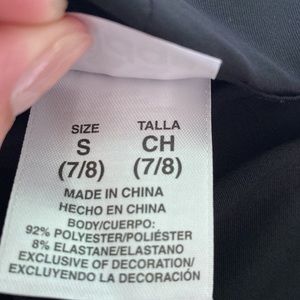 SIZE TALLA
S CH
(7/8) (7/8)
MADE IN CHINA
HECHO EN CHINA
BODY/CUERPO:
92% POLYESTER/POLIÉSTER
8% ELASTANE/ELASTANO
EXCLUSIVE OF DECORATION/
EXCLUYENDO LA DECORACIÓN